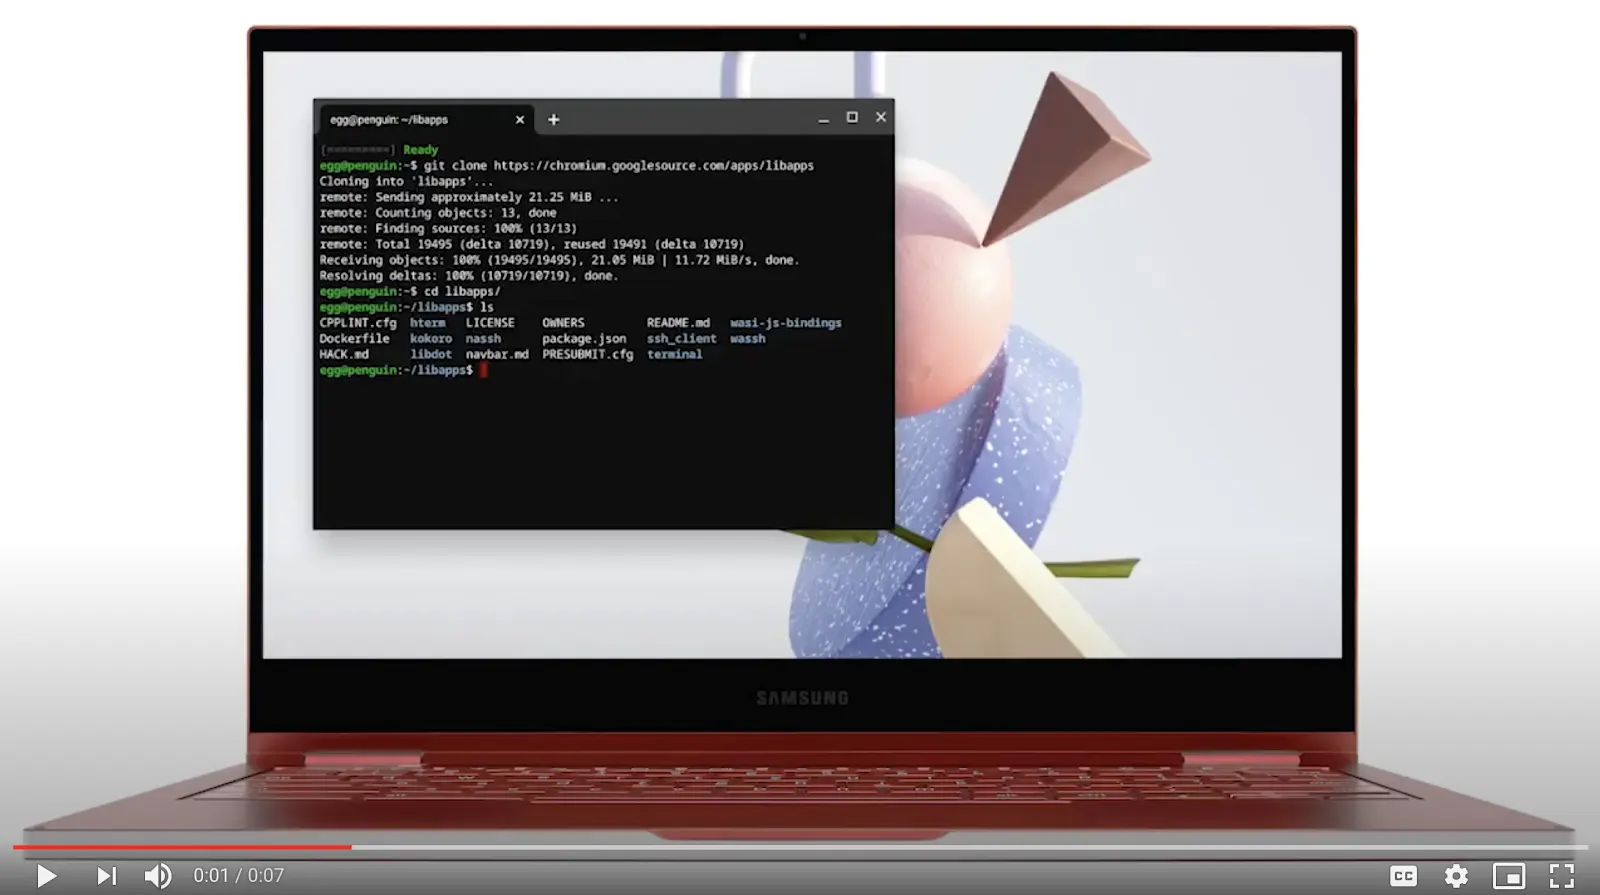 egg@penguin: ~/libapps
[=========] Ready
egg@penguin:~$ git clone https://chromium.googlesource.com/apps/libapps
Cloning into 'libapps'...
remote: Sending approximately 21.25 MiB ...
remote: Counting objects: 13, done
remote: Finding sources: 100% (13/13)
remote: Total 19495 (delta 10719), reused 19491 (delta 10719)
Receiving objects: 100% (19495/19495), 21.05 MiB | 11.72 MiB/s, done.
Resolving deltas: 100% (10719/10719), done.
egg@penguin:~$ cd libapps/
egg@penguin:~/libapps$ ls
CPPLINT.cfg hterm LICENSE OWNERS README.md wasi-js-bindings
Dockerfile kokoro nassh package.json ssh_client wassh
HACK.md libdot navbar.md PRESUBMIT.cfg terminal
egg@penguin:~/libapps$
SAMSUNG
0:01 / 0:07
CC